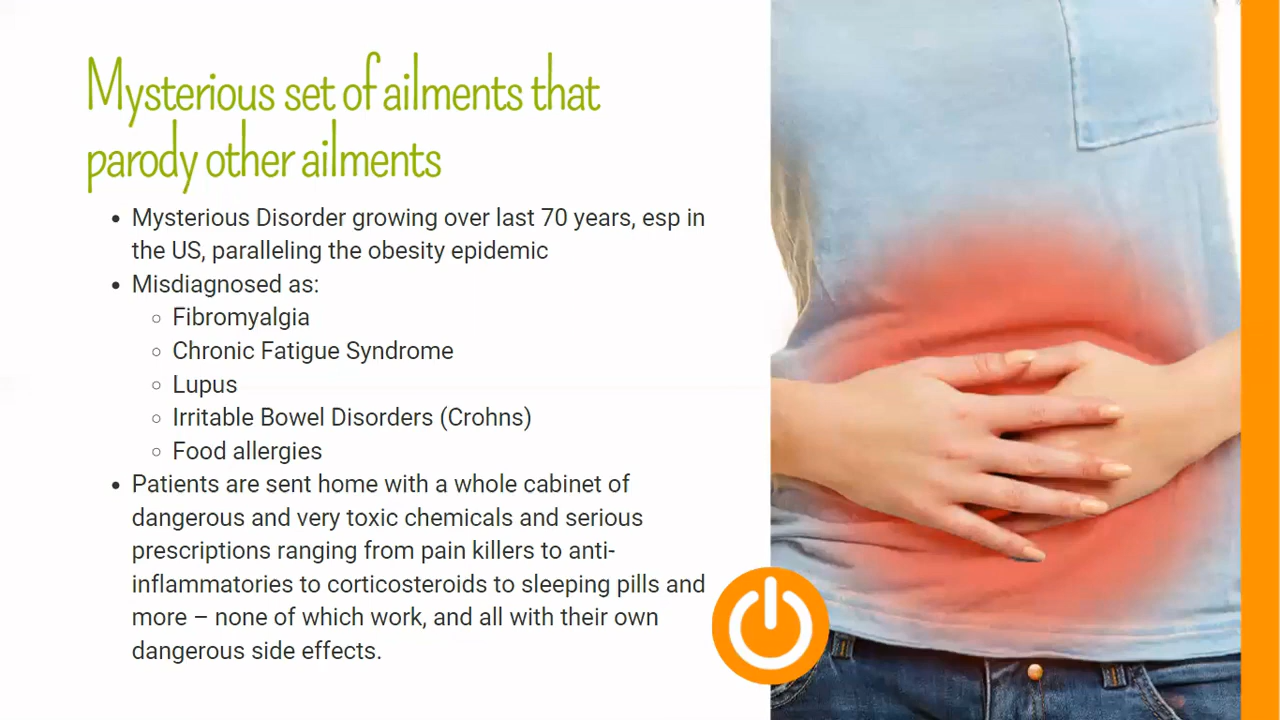 Mysterious set of ailments that
parody other ailments
• Mysterious Disorder growing over last 70 years, esp in
the US, paralleling the obesity epidemic
• Misdiagnosed as:
◦ Fibromyalgia
◦ Chronic Fatigue Syndrome
◦ Lupus
◦ Irritable Bowel Disorders (Crohns)
◦ Food allergies
• Patients are sent home with a whole cabinet of
dangerous and very toxic chemicals and serious
prescriptions ranging from pain killers to anti-
inflammatories to corticosteroids to sleeping pills and
more – none of which work, and all with their own
dangerous side effects.